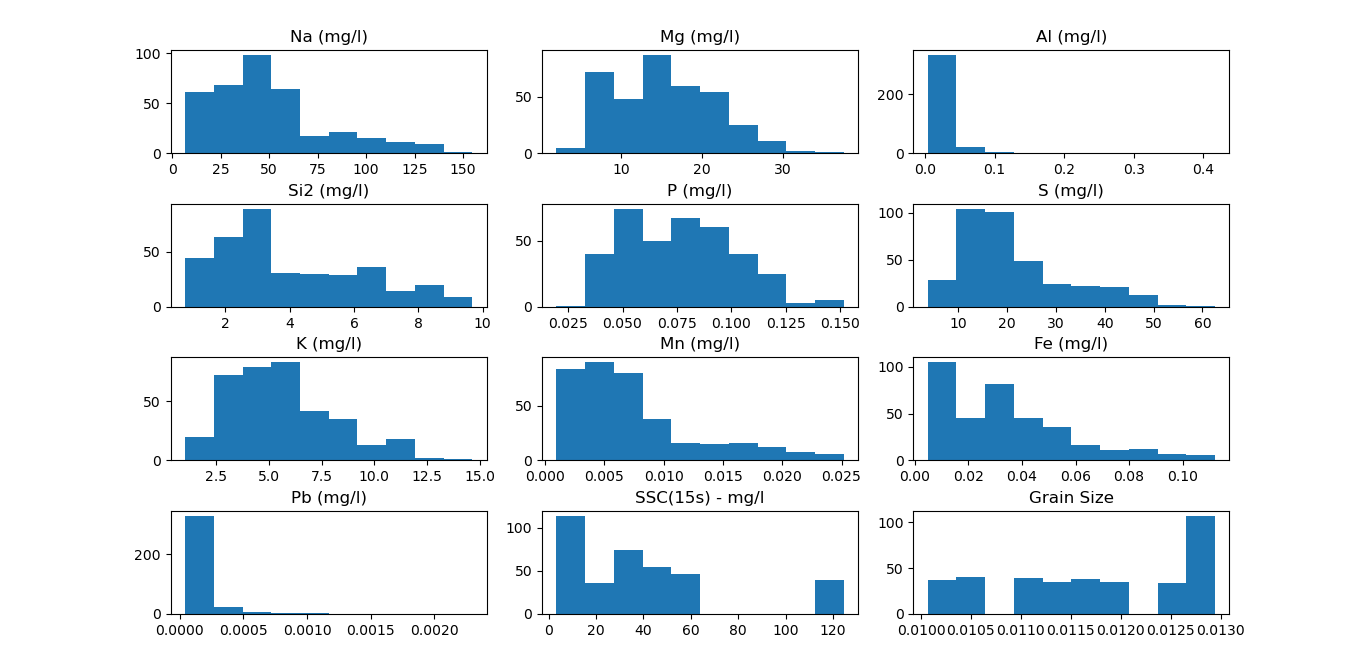 Na (mg/l)
100
50
0
0 25 50 75 100 125 150
Mg (mg/l)
50
0
10 20 30
Al (mg/l)
200
0
0.0 0.1 0.2 0.3 0.4
Si2 (mg/l)
50
0
2 4 6 8 10
P (mg/l)
50
0
0.025 0.050 0.075 0.100 0.125 0.150
S (mg/l)
100
50
0
10 20 30 40 50 60
K (mg/l)
50
0
2.5 5.0 7.5 10.0 12.5 15.0
Mn (mg/l)
50
0
0.000 0.005 0.010 0.015 0.020 0.025
Fe (mg/l)
100
50
0
0.00 0.02 0.04 0.06 0.08 0.10
Pb (mg/l)
200
0
0.0000 0.0005 0.0010 0.0015 0.0020
SSC(15s) - mg/l
100
50
0
0 20 40 60 80 100 120
Grain Size
100
50
0
0.0100 0.0105 0.0110 0.0115 0.0120 0.0125 0.0130